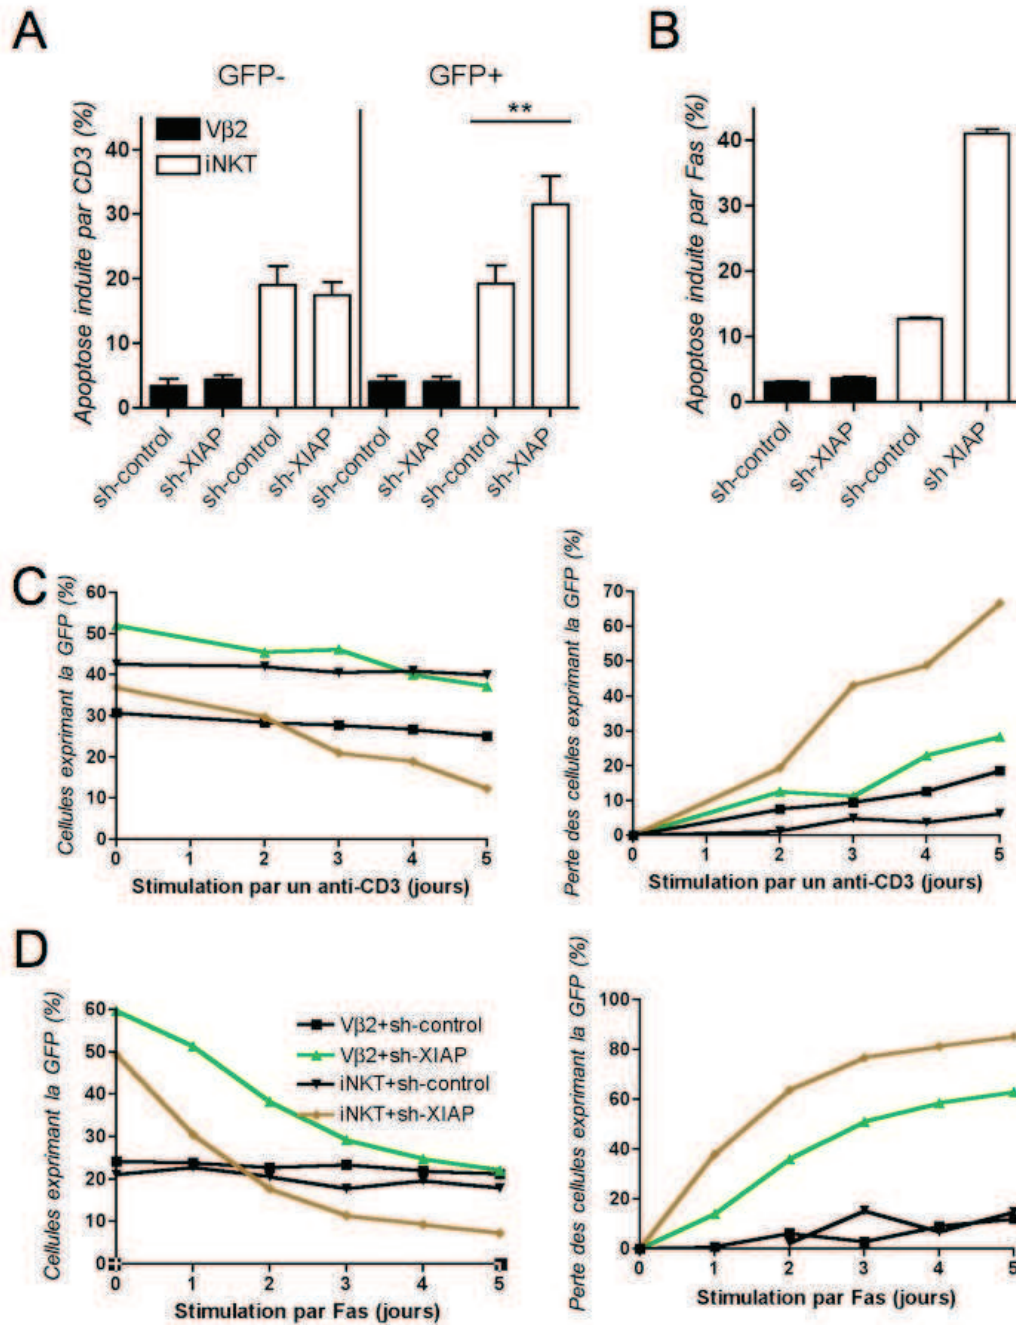 A
B
GFP-
GFP+
Apoptose induite par CD3 (%)
40
30
20
10
0
Vβ2
iNKT
**
sh-control
sh-XIAP
sh-control
sh-XIAP
sh-control
sh-XIAP
sh-control
sh-XIAP
Apoptose induite par Fas (%)
40
30
20
10
0
sh-control
sh-XIAP
sh-control
sh XIAP
C
Cellules exprimant la GFP (%)
60
50
40
30
20
10
0
0 2 3 4 5
Stimulation par un anti-CD3 (jours)
Perte des cellules exprimant la GFP (%)
70
60
50
40
30
20
10
0
0 1 2 3 4 5
Stimulation par un anti-CD3 (jours)
D
Cellules exprimant la GFP (%)
60
50
40
30
20
10
0
Vβ2+sh-control
Vβ2+sh-XIAP
iNKT+sh-control
iNKT+sh-XIAP
0 1 2 3 4 5
Stimulation par Fas (jours)
Perte des cellules exprimant la GFP (%)
100
80
60
40
20
0
0 1 2 3 4 5
Stimulation par Fas (jours)